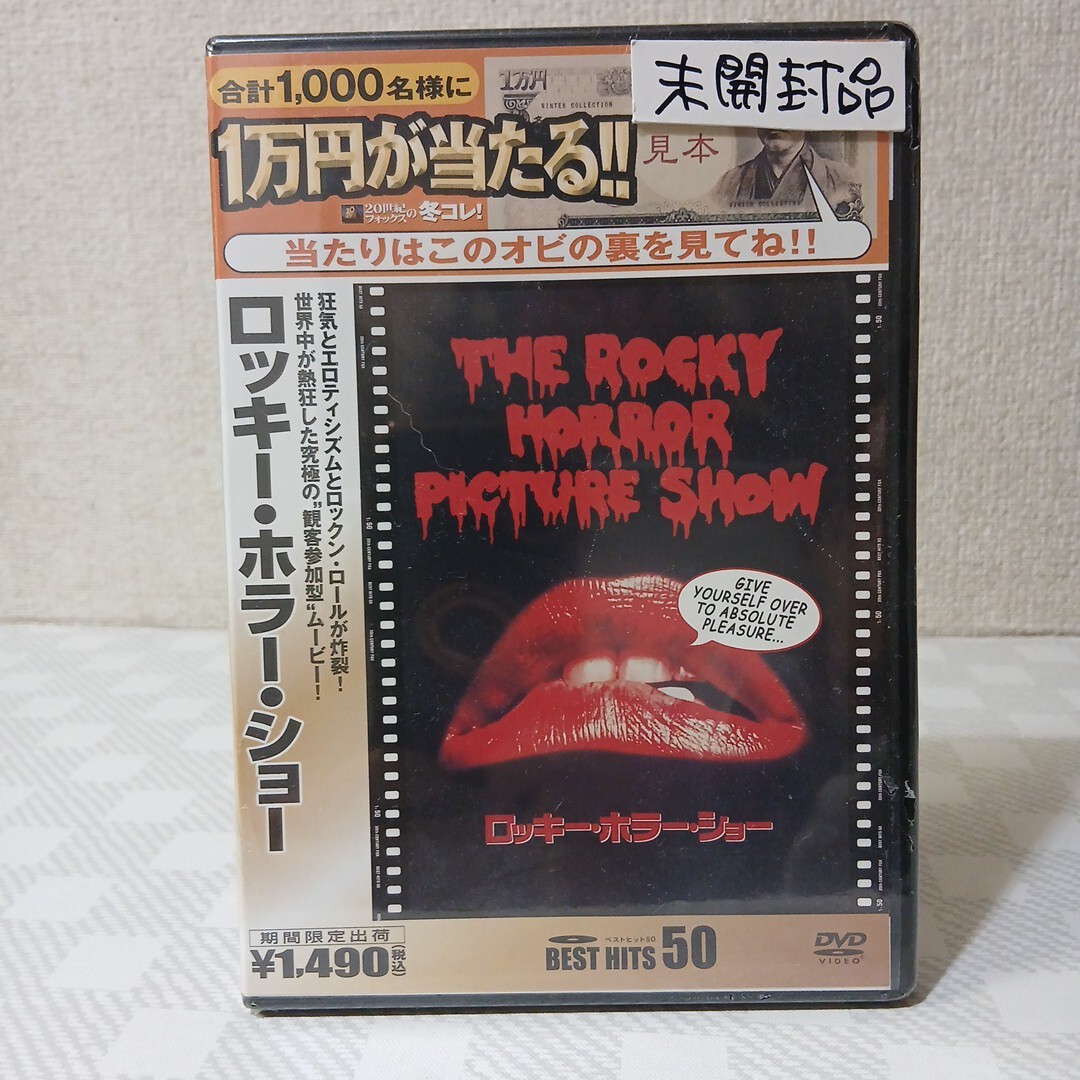 合計1,000名様に
1万円が当たる!!
20世紀
フォックスの冬コレ!
1万円
WINTER COLLECTION
見本
WINTER COLLECTION
未開封品
当たりはこのオビの裏を見てね!!
ロッキー・ホラー・ショー
狂気とエロティシズムとロックン・ロールが炸裂!
世界中が熱狂した究極の"観客参加型"ムービー!
THE ROCKY
HORROR
PICTURE SHOW
GIVE
YOURSELF OVER
TO ABSOLUTE
PLEASURE...
ロッキー・ホラー・ショー
期間限定出荷
¥1,490(税込)
ベストヒット50
BEST HITS 50
DVD
VIDEO